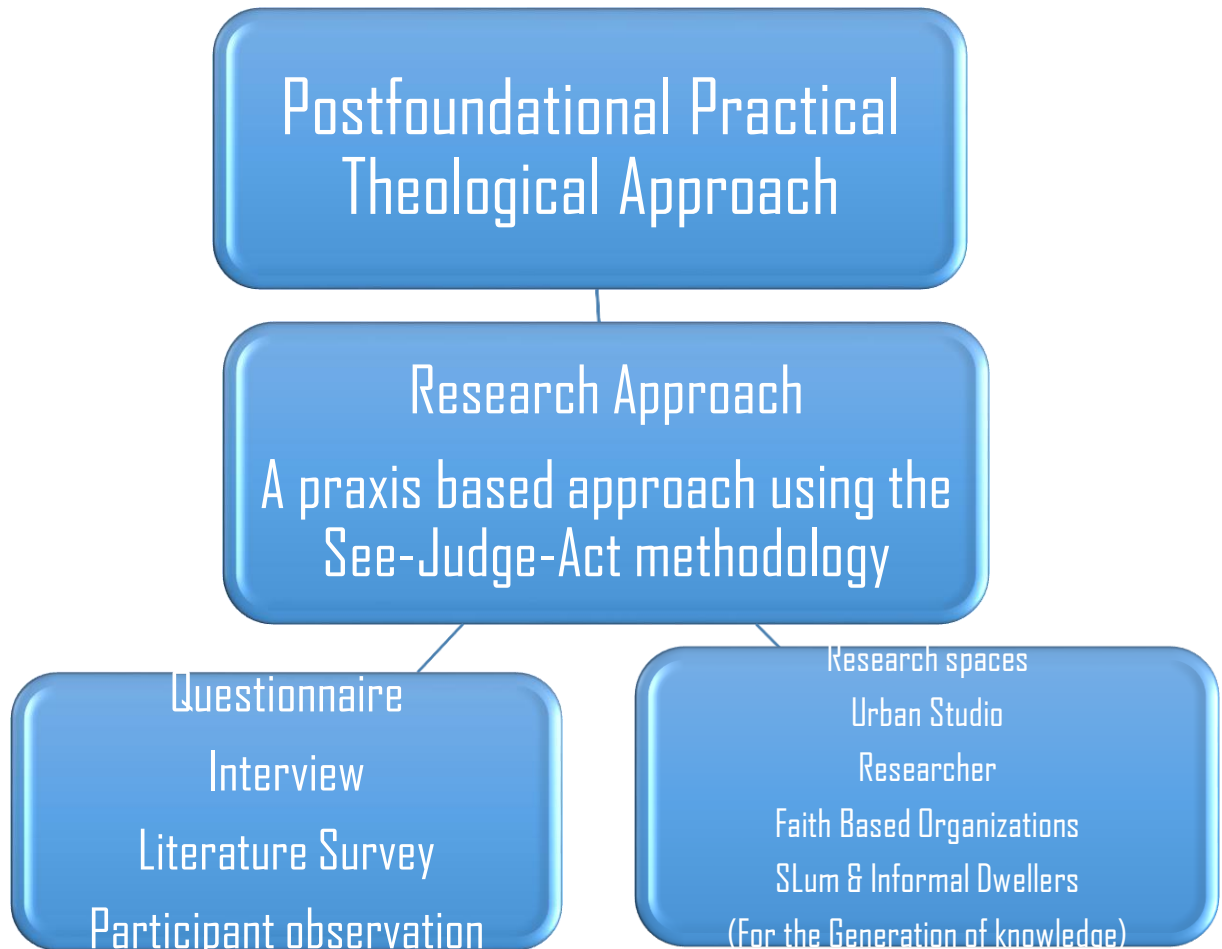 Postfoundational Practical
Theological Approach
Research Approach
A praxis based approach using the
See-Judge-Act methodology
Questionnaire
Interview
Literature Survey
Participant observation
Research spaces
Urban Studio
Researcher
Faith Based Organizations
SLum & Informal Dwellers
(For the Generation of knowledge)